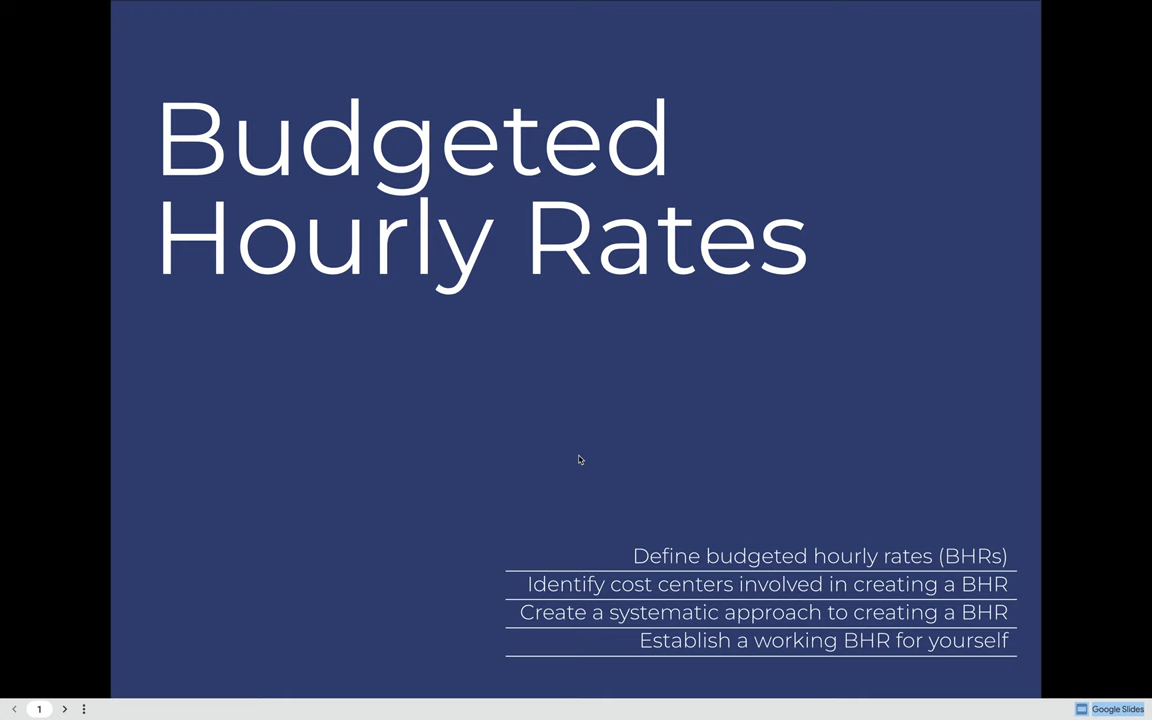 Budgeted
Hourly Rates
Define budgeted hourly rates (BHRs)
Identify cost centers involved in creating a BHR
Create a systematic approach to creating a BHR
Establish a working BHR for yourself
1
Google Slides